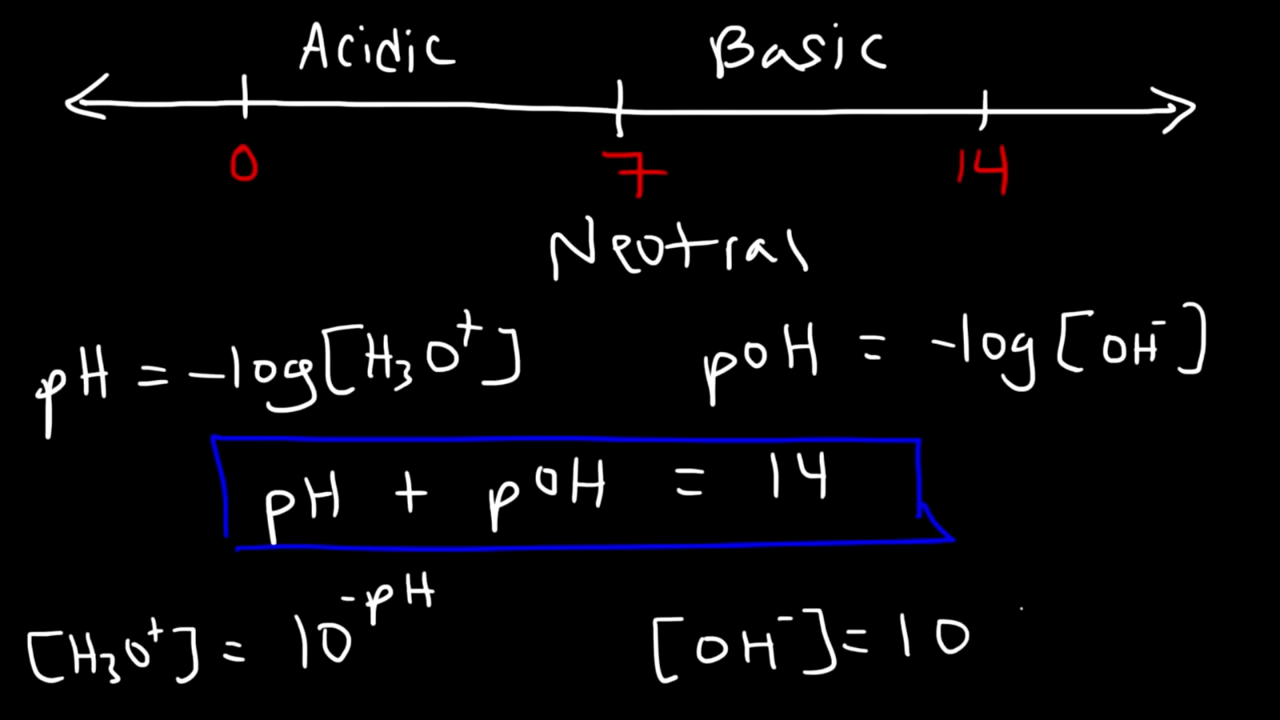 Acidic Basic
0 7 14
Neutral
pH = -log[H₃O⁺] pOH = -log[OH⁻]
pH + pOH = 14
[H₃O⁺] = 10^-pH [OH⁻] = 10